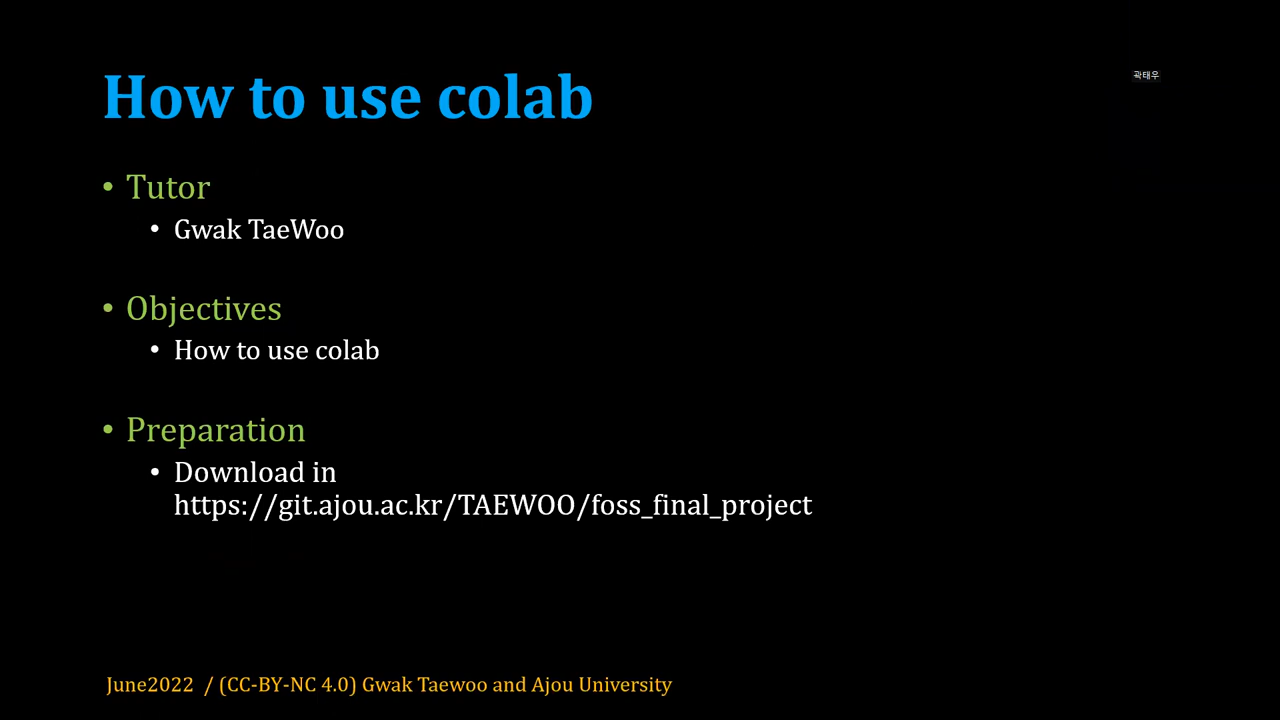 How to use colab
곽태우
• Tutor
• Gwak TaeWoo
• Objectives
• How to use colab
• Preparation
• Download in
https://git.ajou.ac.kr/TAEWOO/foss_final_project
June2022 / (CC-BY-NC 4.0) Gwak Taewoo and Ajou University